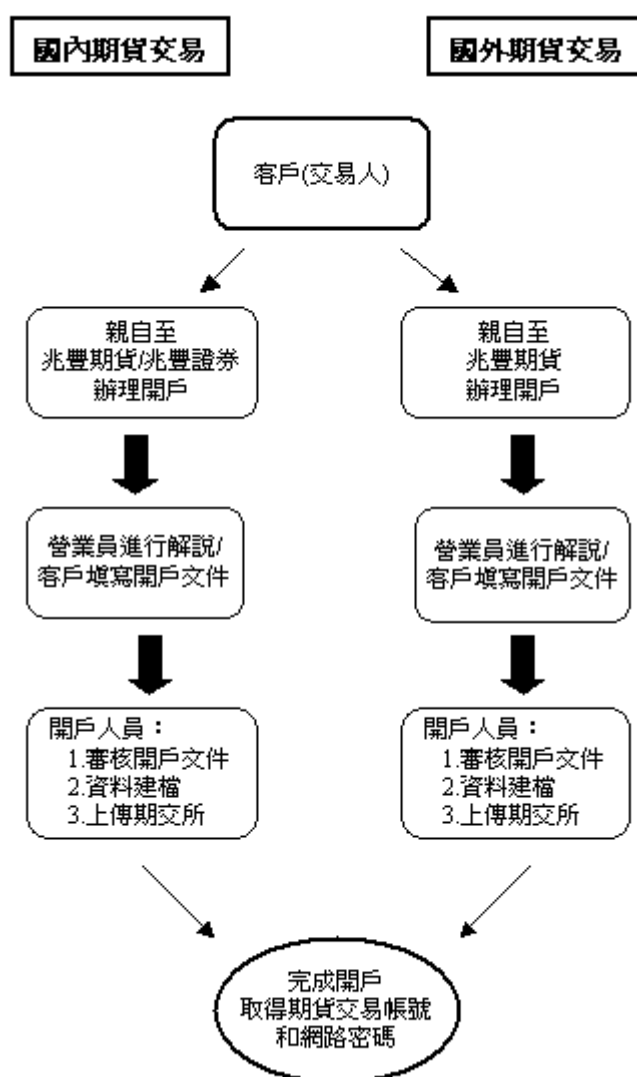 國內期貨交易
國外期貨交易
客戶(交易人)
親自至
兆豐期貨/兆豐證券
辦理開戶
親自至
兆豐期貨
辦理開戶
營業員進行解說/
客戶填寫開戶文件
營業員進行解說/
客戶填寫開戶文件
開戶人員：
1.審核開戶文件
2.資料建檔
3.上傳期交所
開戶人員：
1.審核開戶文件
2.資料建檔
3.上傳期交所
完成開戶
取得期貨交易帳號
和網路密碼